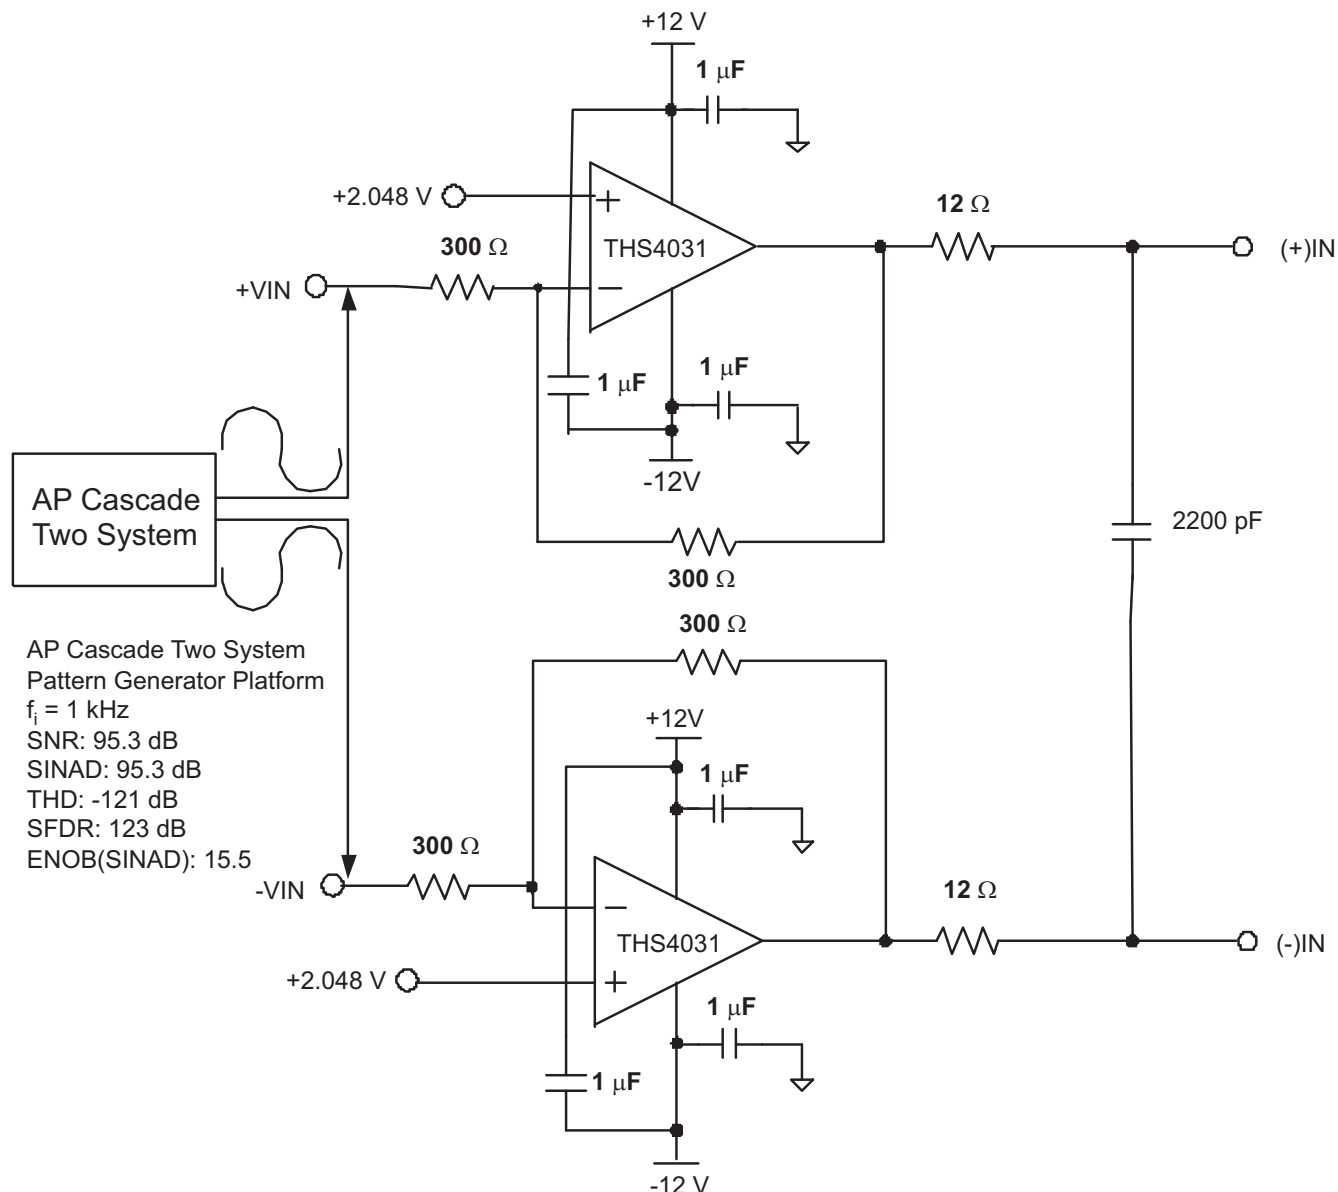 +12 V
1 μF
+2.048 V
+
THS4031
12 Ω
(+)IN
300 Ω
+VIN
−
1 μF
1 μF
-12V
AP Cascade
Two System
2200 pF
300 Ω
300 Ω
AP Cascade Two System
Pattern Generator Platform
fi = 1 kHz
SNR: 95.3 dB
SINAD: 95.3 dB
THD: -121 dB
SFDR: 123 dB
ENOB(SINAD): 15.5
+12V
1 μF
300 Ω
-VIN
−
THS4031
12 Ω
(-)IN
+2.048 V
+
1 μF
1 μF
-12 V